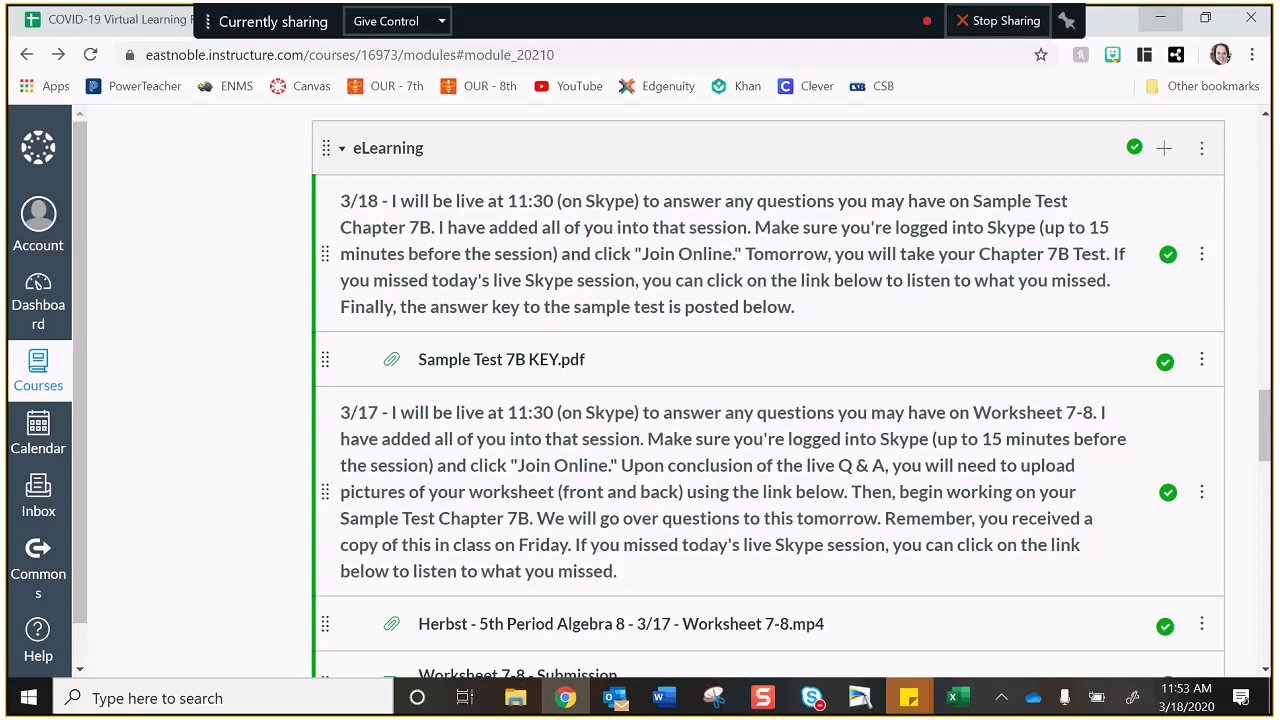 COVID-19 Virtual Learning
Currently sharing
Give Control
Stop Sharing
eastnoble.instructure.com/courses/16973/modules#module_20210
Apps PowerTeacher ENMS Canvas OUR - 7th OUR - 8th YouTube Edgenuity Khan Clever CSB Other bookmarks
eLearning
3/18 - I will be live at 11:30 (on Skype) to answer any questions you may have on Sample Test
Chapter 7B. I have added all of you into that session. Make sure you're logged into Skype (up to 15
minutes before the session) and click "Join Online." Tomorrow, you will take your Chapter 7B Test. If
you missed today's live Skype session, you can click on the link below to listen to what you missed.
Finally, the answer key to the sample test is posted below.
Sample Test 7B KEY.pdf
3/17 - I will be live at 11:30 (on Skype) to answer any questions you may have on Worksheet 7-8. I
have added all of you into that session. Make sure you're logged into Skype (up to 15 minutes before
the session) and click "Join Online." Upon conclusion of the live Q & A, you will need to upload
pictures of your worksheet (front and back) using the link below. Then, begin working on your
Sample Test Chapter 7B. We will go over questions to this tomorrow. Remember, you received a
copy of this in class on Friday. If you missed today's live Skype session, you can click on the link
below to listen to what you missed.
Herbst - 5th Period Algebra 8 - 3/17 - Worksheet 7-8.mp4
Worksheet 7-8 - Submission
Account
Dashboa
rd
Courses
Calendar
Inbox
Common
s
Help
Type here to search
11:53 AM
3/18/2020